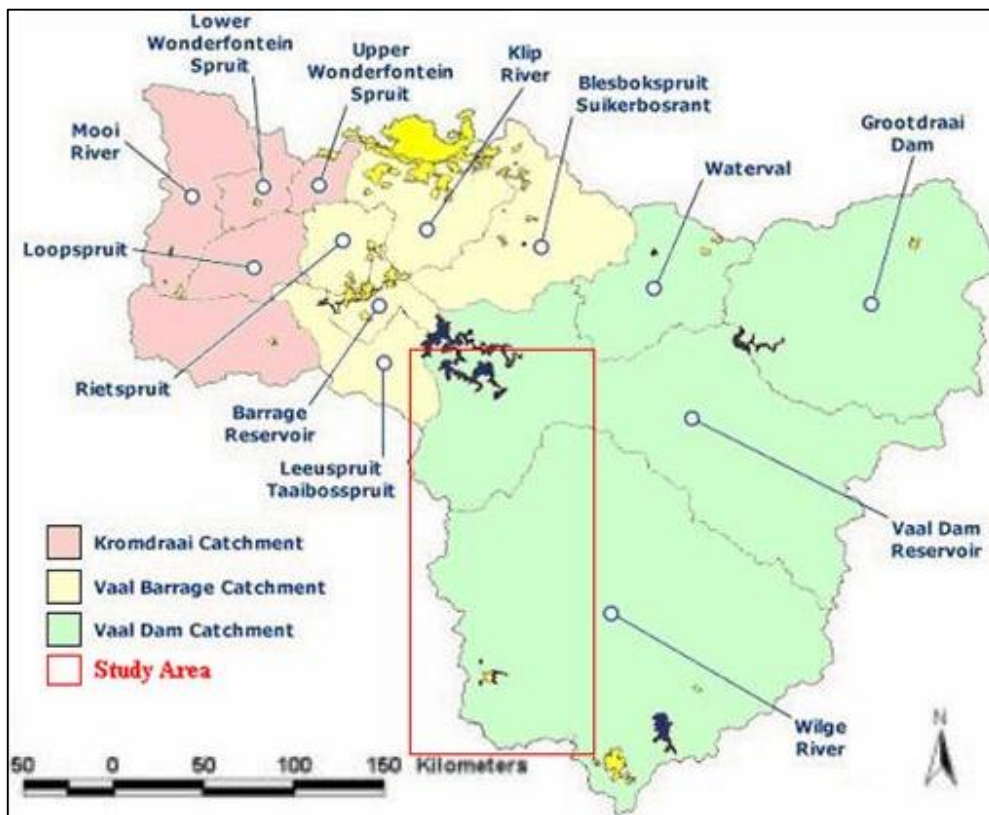 Lower
Wonderfontein
Spruit
Upper
Wonderfontein
Spruit
Klip
River
Blesbokspruit
Suikerbosrant
Grootdraai
Dam
Mooi
River
Waterval
Loopspruit
Rietspruit
Barrage
Reservoir
Leeuspruit
Taaibosspruit
Vaal Dam
Reservoir
Wilge
River
Kromdraai Catchment
Vaal Barrage Catchment
Vaal Dam Catchment
Study Area
50 0 50 100 150 Kilometers
N